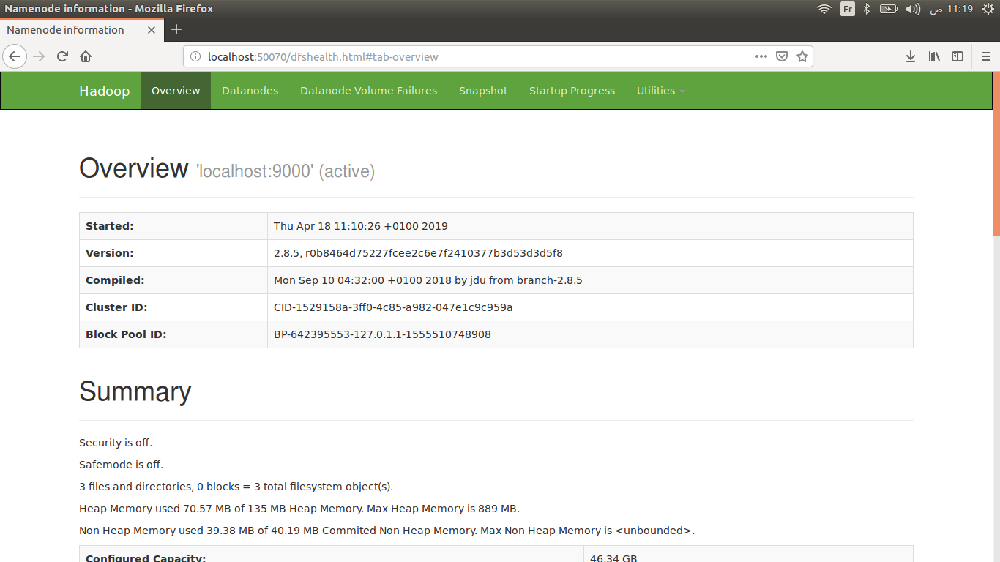 Namenode information - Mozilla Firefox
Fr
11:19 ص
Namenode information
localhost:50070/dfshealth.html#tab-overview
Hadoop Overview Datanodes Datanode Volume Failures Snapshot Startup Progress Utilities
Overview 'localhost:9000' (active)
Started: Thu Apr 18 11:10:26 +0100 2019
Version: 2.8.5, r0b8464d75227fcee2c6e7f2410377b3d53d3d5f8
Compiled: Mon Sep 10 04:32:00 +0100 2018 by jdu from branch-2.8.5
Cluster ID: CID-1529158a-3ff0-4c85-a982-047e1c9c959a
Block Pool ID: BP-642395553-127.0.1.1-1555510748908
Summary
Security is off.
Safemode is off.
3 files and directories, 0 blocks = 3 total filesystem object(s).
Heap Memory used 70.57 MB of 135 MB Heap Memory. Max Heap Memory is 889 MB.
Non Heap Memory used 39.38 MB of 40.19 MB Commited Non Heap Memory. Max Non Heap Memory is <unbounded>.
Configured Capacity: 46.34 GB